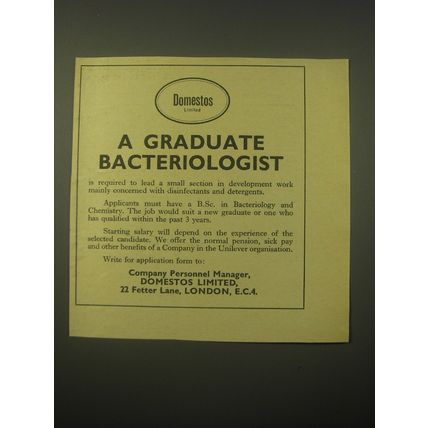 Domestos
Limited
A GRADUATE
BACTERIOLOGIST
is required to lead a small section in development work
mainly concerned with disinfectants and detergents.
Applicants must have a B.Sc. in Bacteriology and
Chemistry. The job would suit a new graduate or one who
has qualified within the past 3 years.
Starting salary will depend on the experience of the
selected candidate. We offer the normal pension, sick pay
and other benefits of a Company in the Unilever organisation.
Write for application form to:
Company Personnel Manager,
DOMESTOS LIMITED,
22 Fetter Lane, LONDON, E.C.4.